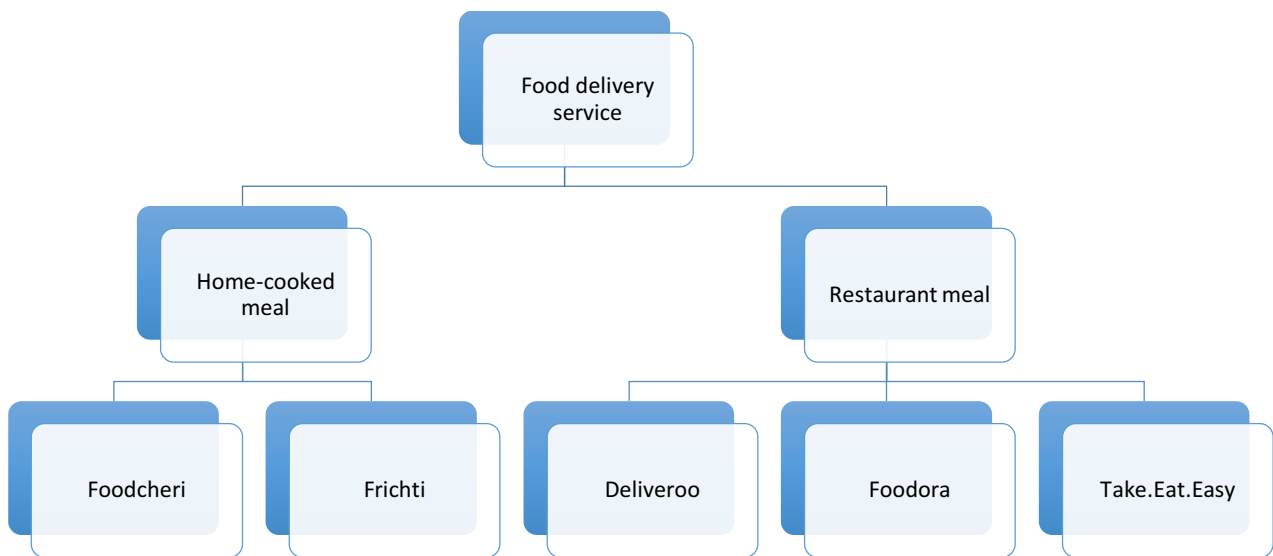 Food delivery
service
Home-cooked
meal
Restaurant meal
Foodcheri
Frichti
Deliveroo
Foodora
Take.Eat.Easy